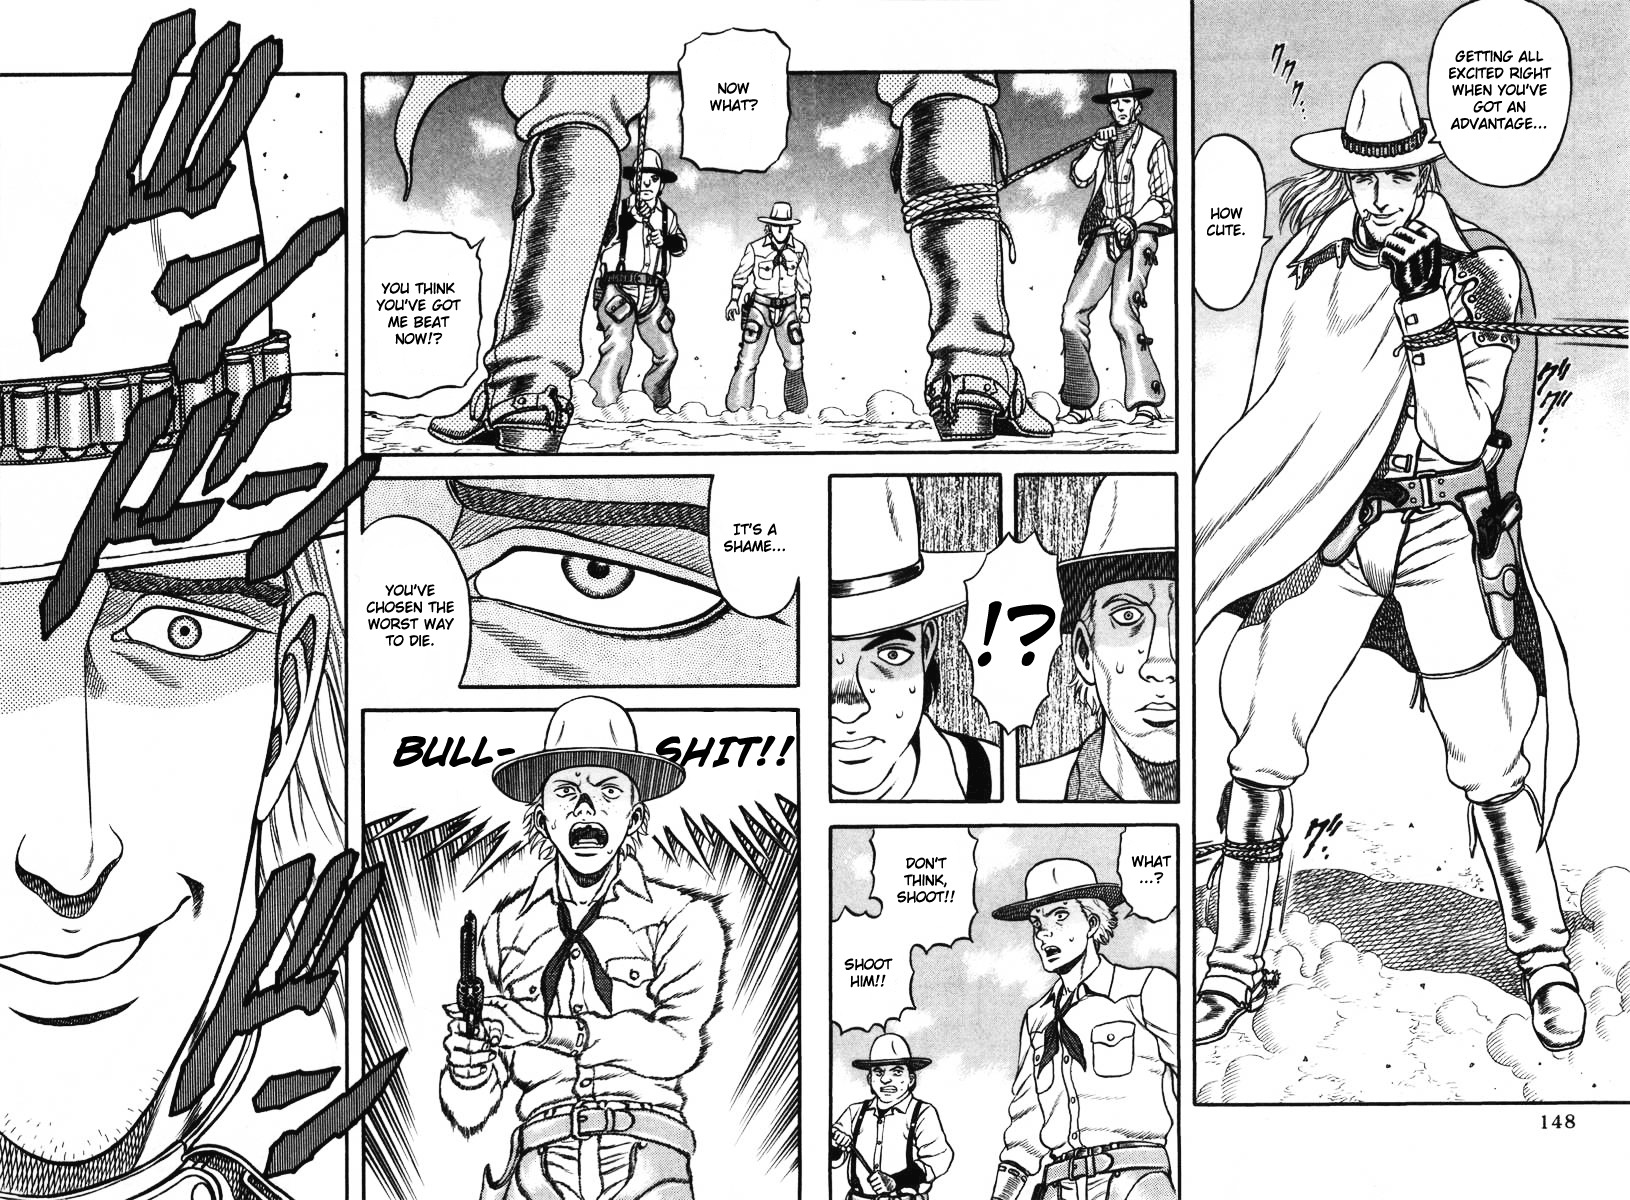 GETTING ALL
EXCITED RIGHT
WHEN YOU'VE
GOT AN
ADVANTAGE...
HOW
CUTE.
148
NOW
WHAT?
YOU THINK
YOU'VE GOT
ME BEAT
NOW!?
IT'S A
SHAME...
YOU'VE
CHOSEN THE
WORST WAY
TO DIE.
!?
WHAT
...?
DON'T
THINK,
SHOOT!!
SHOOT
HIM!!
BULL-
SHIT!!